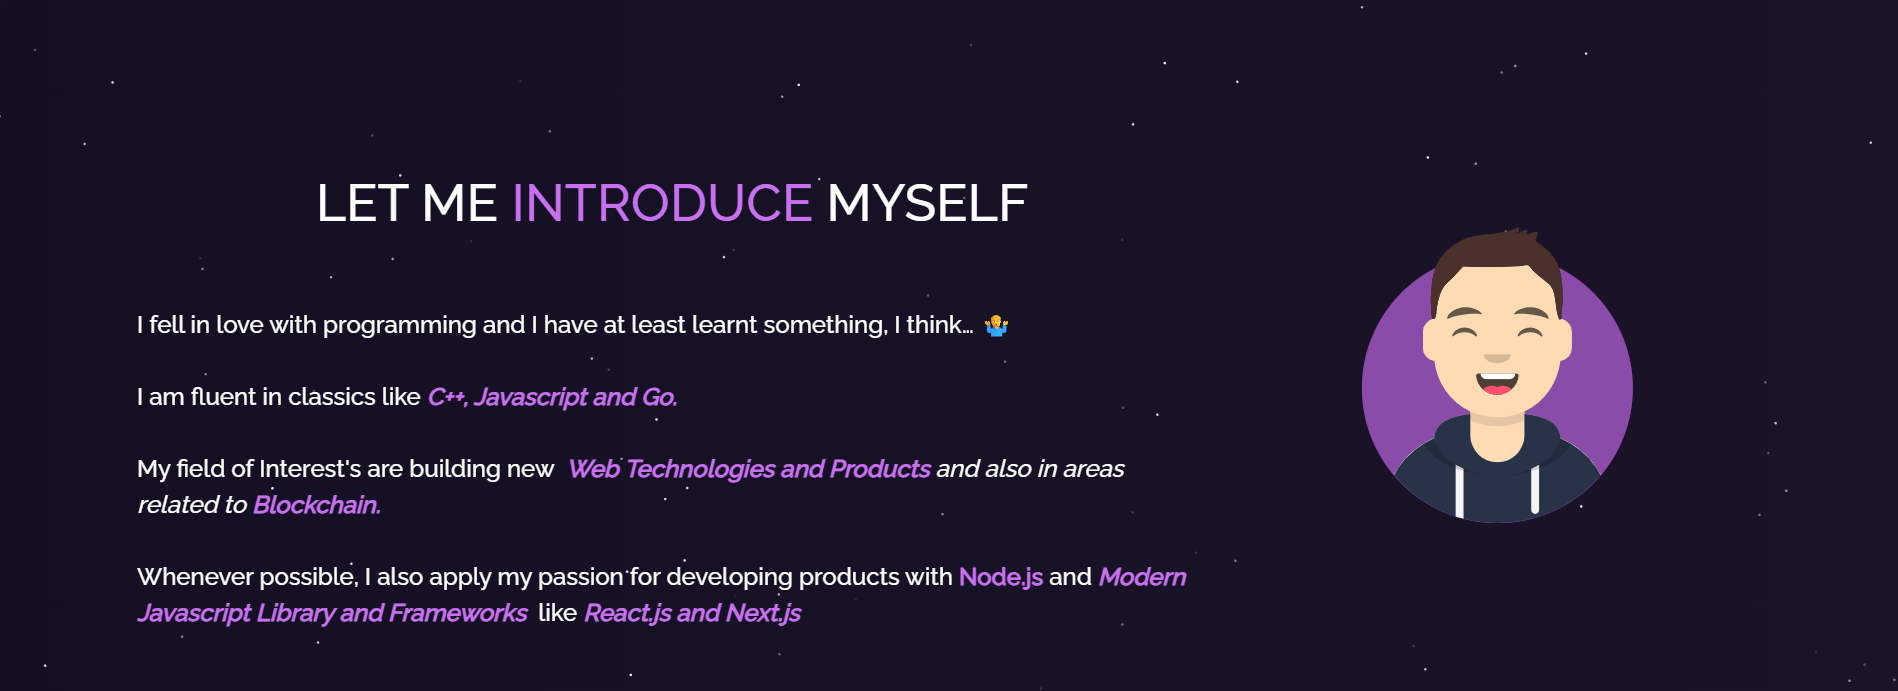 LET ME INTRODUCE MYSELF
I fell in love with programming and I have at least learnt something, I think… 🤷‍♂️
I am fluent in classics like C++, Javascript and Go.
My field of Interest's are building new Web Technologies and Products and also in areas
related to Blockchain.
Whenever possible, I also apply my passion for developing products with Node.js and Modern
Javascript Library and Frameworks like React.js and Next.js